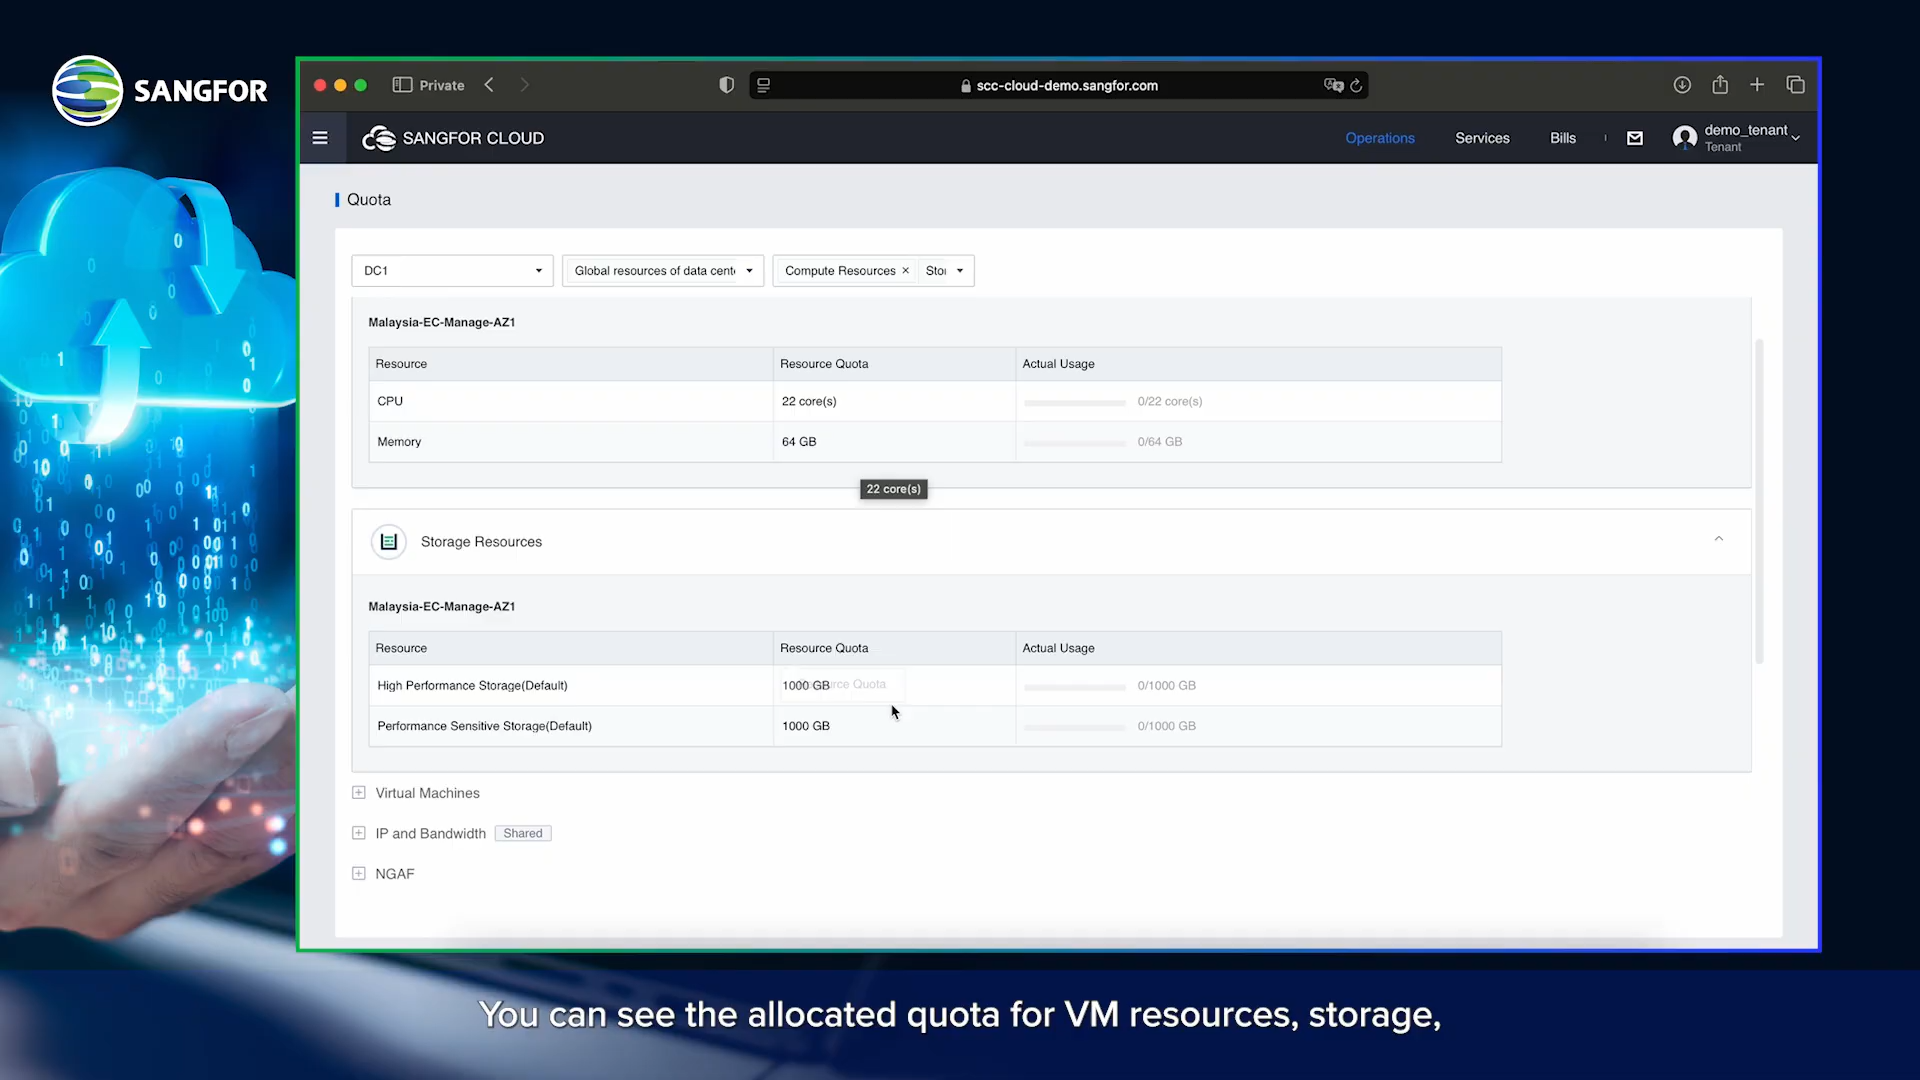 SANGFOR
Private
scc-cloud-demo.sangfor.com
SANGFOR CLOUD
Operations
Services
Bills
demo_tenant
Tenant
Quota
DC1
Global resources of data cent
Compute Resources ×
Sto
Malaysia-EC-Manage-AZ1
Resource
Resource Quota
Actual Usage
CPU
22 core(s)
0/22 core(s)
Memory
64 GB
0/64 GB
22 core(s)
Storage Resources
Malaysia-EC-Manage-AZ1
Resource
Resource Quota
Actual Usage
High Performance Storage(Default)
1000 GB
0/1000 GB
Performance Sensitive Storage(Default)
1000 GB
0/1000 GB
Virtual Machines
IP and Bandwidth
Shared
NGAF
You can see the allocated quota for VM resources, storage,